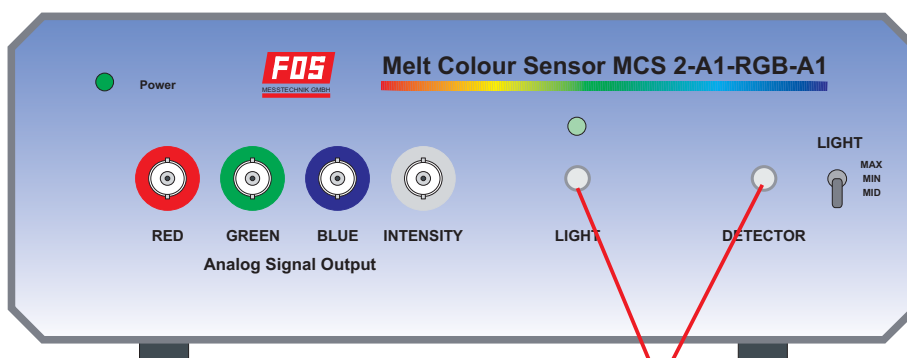 FOS
MESSTECHNIK GMBH
Melt Colour Sensor MCS 2-A1-RGB-A1
Power
LIGHT
MAX
MIN
MID
RED GREEN BLUE INTENSITY LIGHT DETECTOR
Analog Signal Output